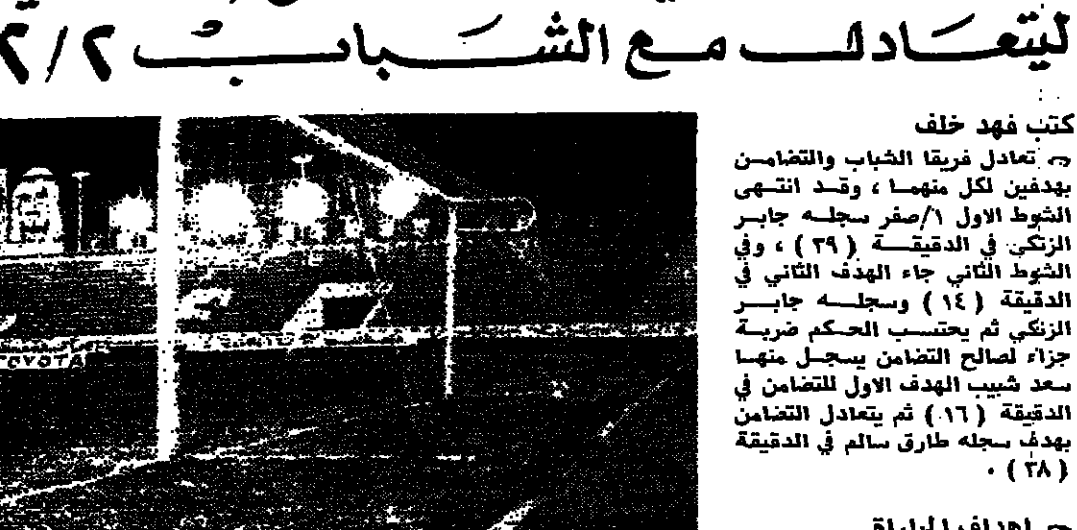 ليتعادل مع الشباب ٢/٢
كتب فهد خلف
تعادل فريقا الشباب والتضامن
بهدفين لكل منهما ، وقد انتهى
الشوط الاول ١/صفر سجله جابر
الزنكي في الدقيقة ( ٣٩ ) ، وفي
الشوط الثاني جاء الهدف الثاني في
الدقيقة ( ١٤ ) وسجله جابر
الزنكي ثم يحتسب الحكم ضربة
جزاء لصالح التضامن يسجل منها
سعد شبيب الهدف الاول للتضامن في
الدقيقة ( ١٦ ) ثم يتعادل التضامن
بهدف سجله طارق سالم في الدقيقة
( ٣٨ ) .
اهداف المباراة
TOYOTA